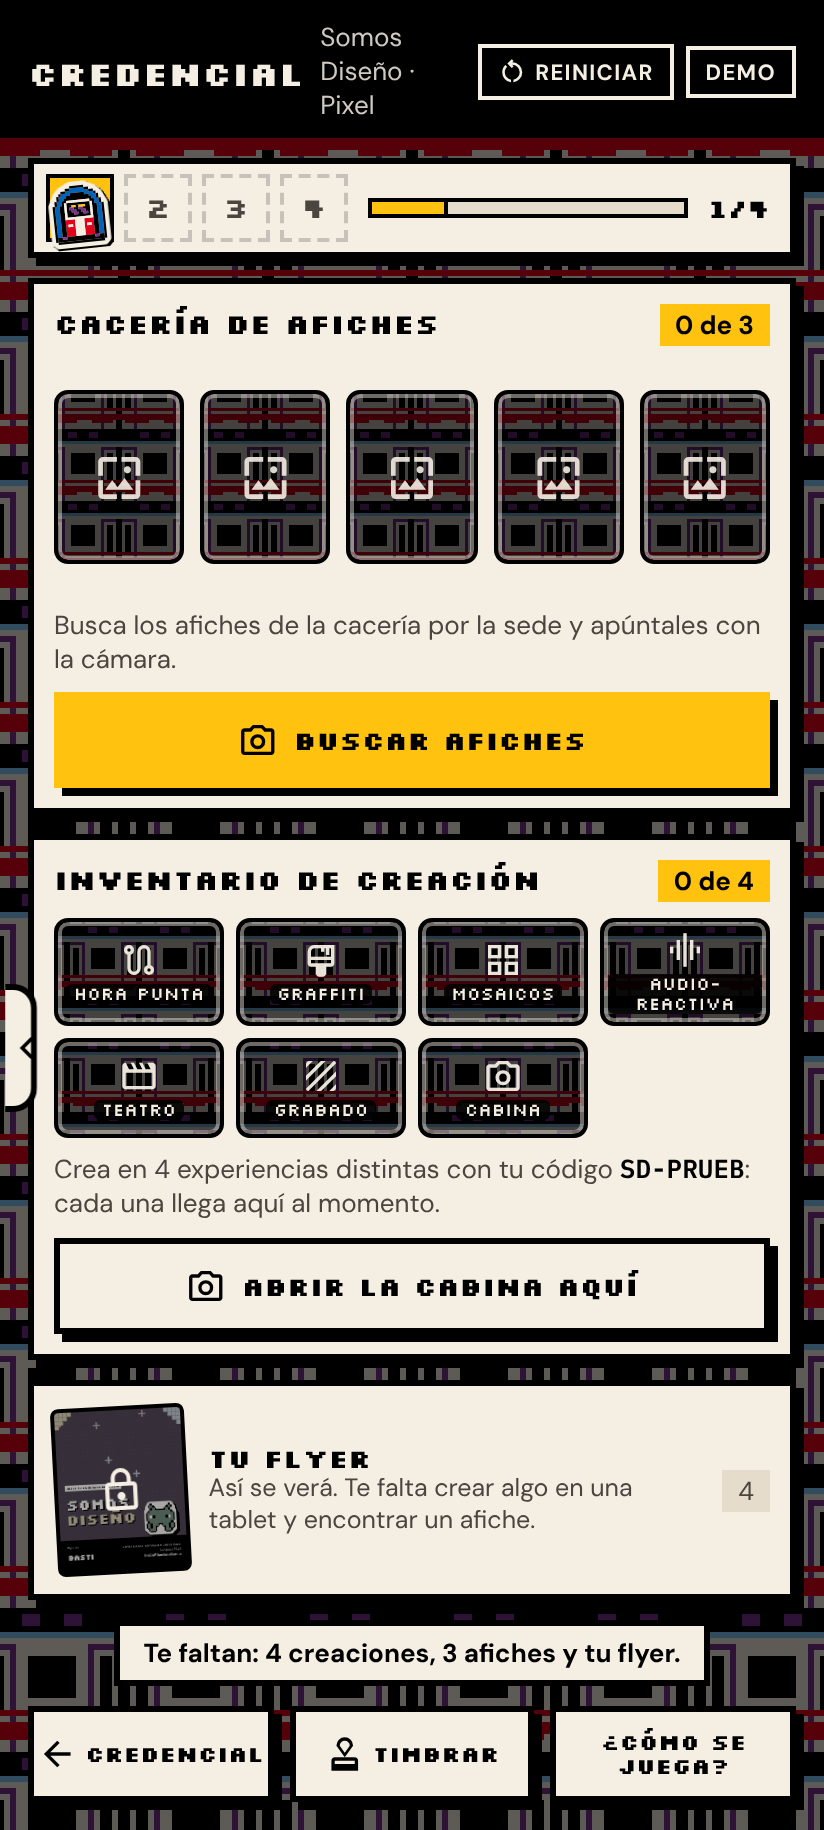 CREDENCIAL
Somos
Diseño ·
Pixel
REINICIAR
DEMO
2
3
4
1/4
CACERÍA DE AFICHES
0 de 3
Busca los afiches de la cacería por la sede y apúntales con
la cámara.
BUSCAR AFICHES
INVENTARIO DE CREACIÓN
0 de 4
HORA PUNTA
GRAFFITI
MOSAICOS
AUDIO-
REACTIVA
TEATRO
GRABADO
CABINA
Crea en 4 experiencias distintas con tu código SD-PRUEB:
cada una llega aquí al momento.
ABRIR LA CABINA AQUÍ
SOMOS
DISEÑO
BASTI
TU FLYER
Así se verá. Te falta crear algo en una
tablet y encontrar un afiche.
4
Te faltan: 4 creaciones, 3 afiches y tu flyer.
CREDENCIAL
TIMBRAR
¿CÓMO SE
JUEGA?